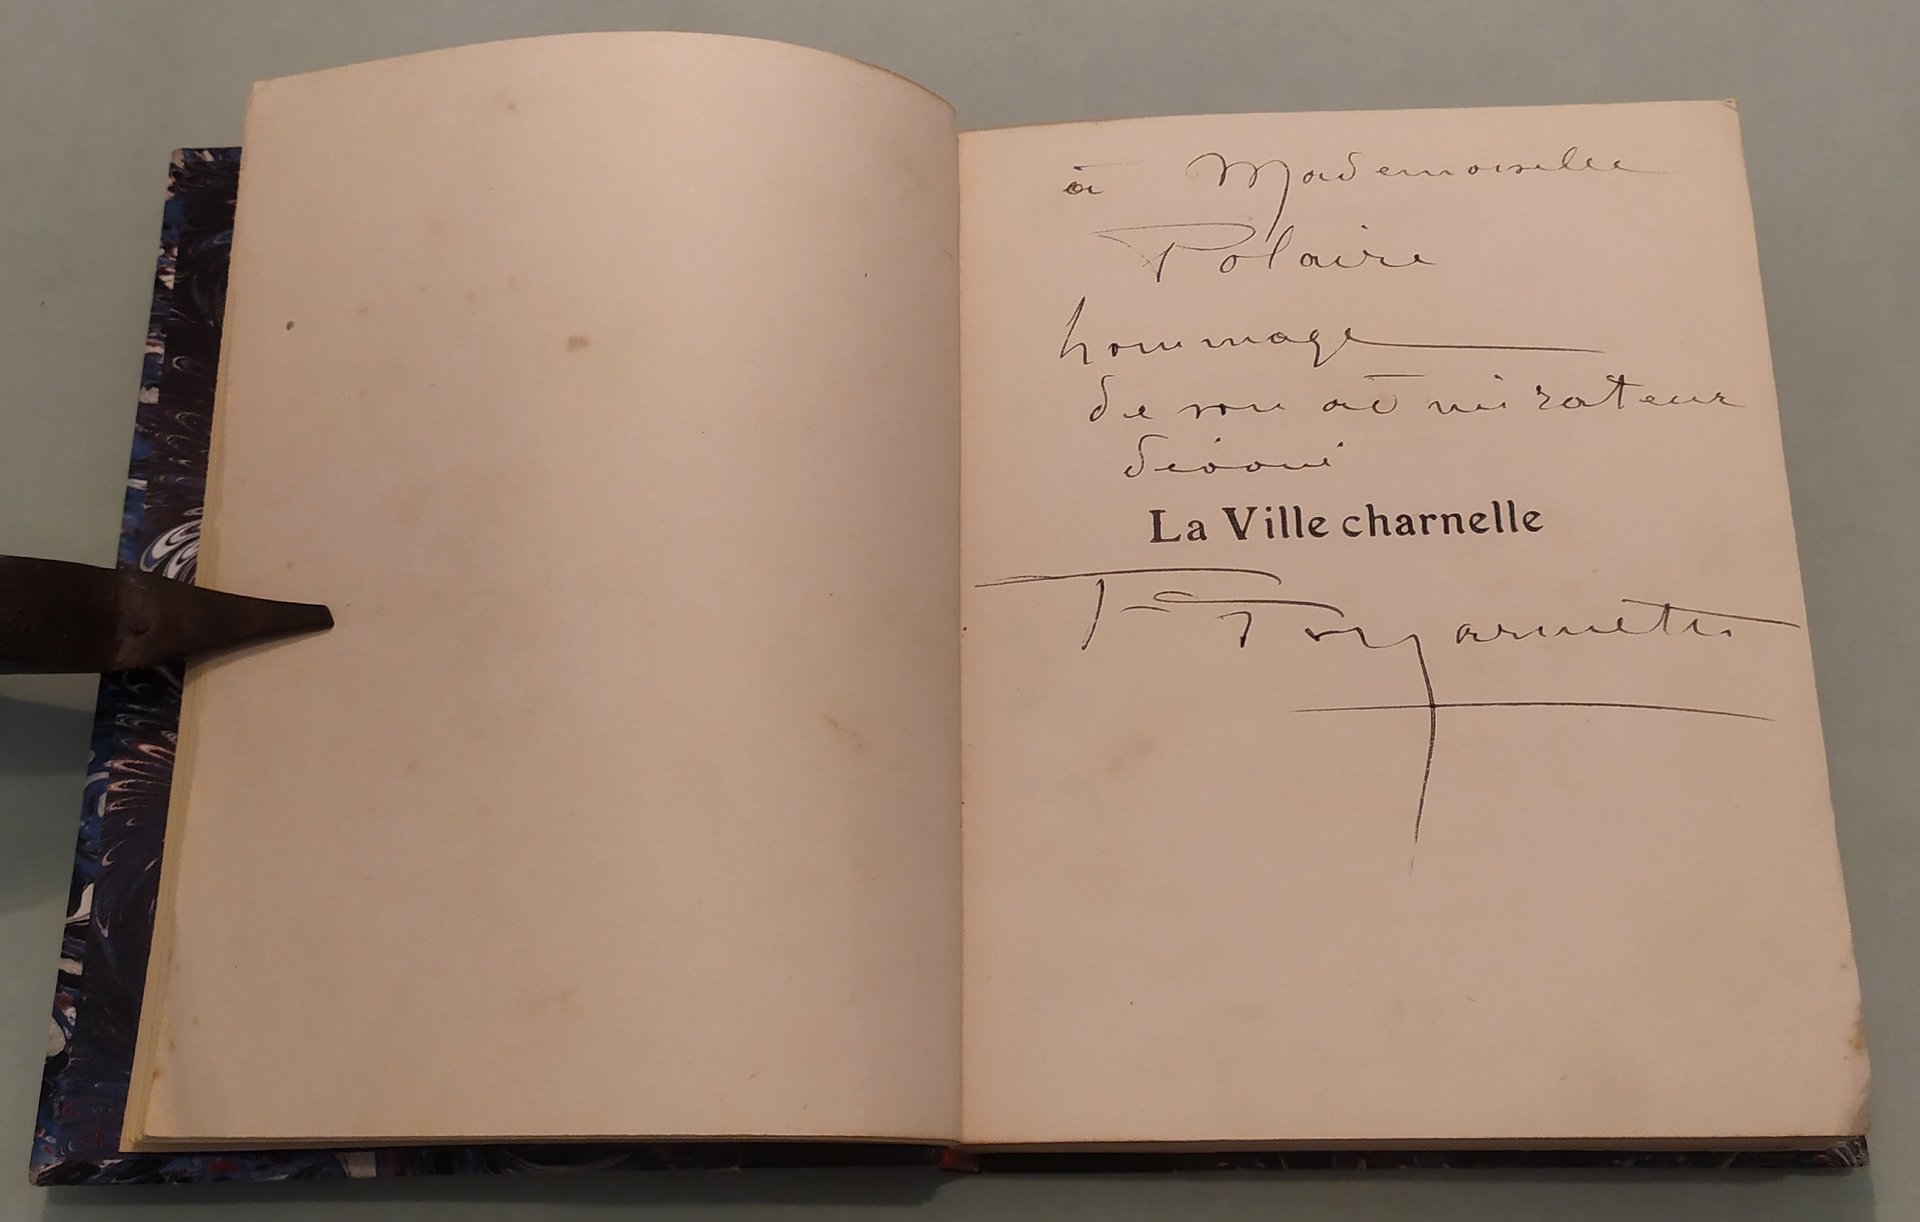 à Mademoiselle
Polaire
hommage
de son admirateur
dévoué
La Ville charnelle
F. T. Marinetti